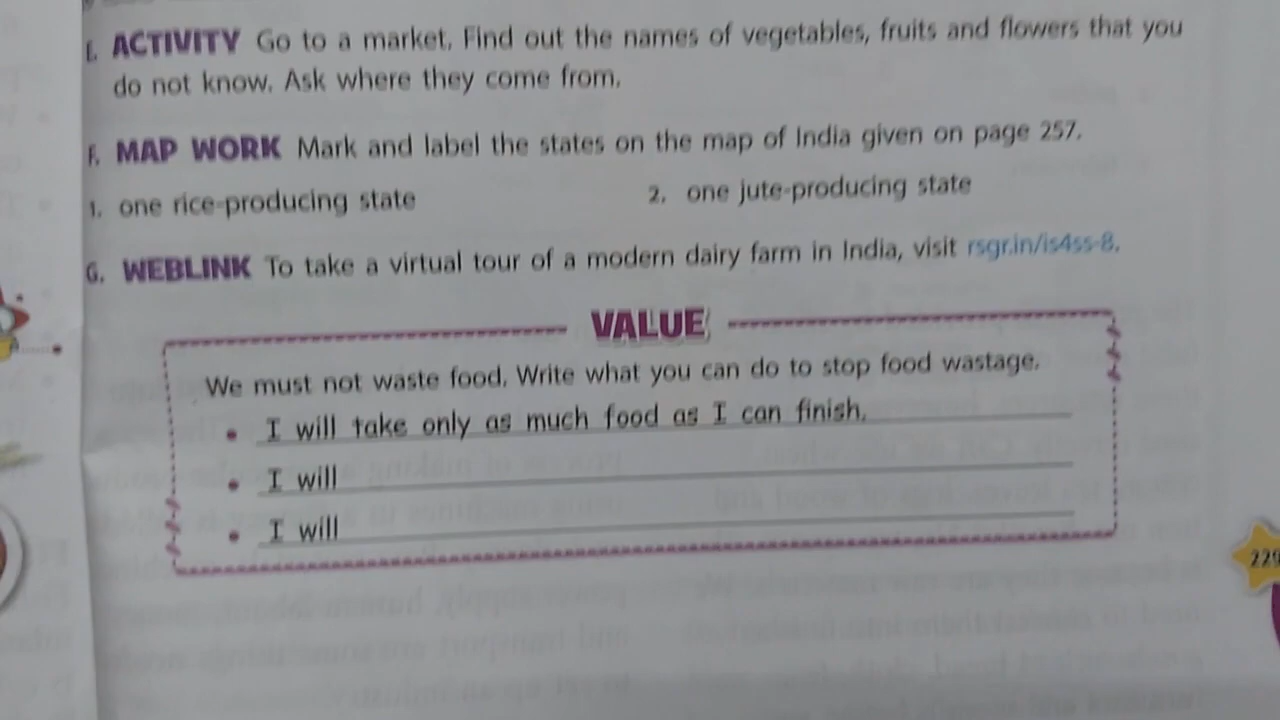 E. ACTIVITY Go to a market. Find out the names of vegetables, fruits and flowers that you
do not know. Ask where they come from.
F. MAP WORK Mark and label the states on the map of India given on page 257.
1. one rice-producing state 2. one jute-producing state
G. WEBLINK To take a virtual tour of a modern dairy farm in India, visit rsgr.in/is4ss-8.
VALUE
We must not waste food. Write what you can do to stop food wastage.
• I will take only as much food as I can finish.
• I will
• I will
229